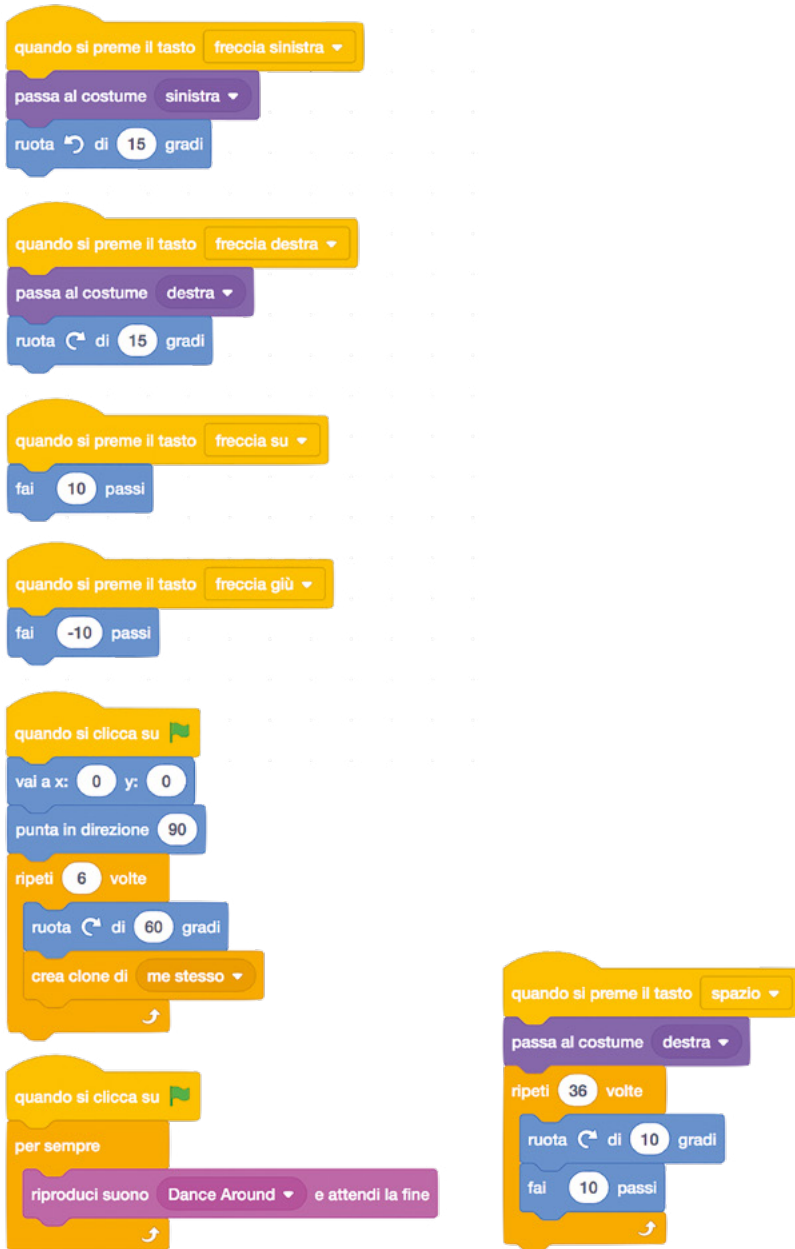 quando si preme il tasto freccia sinistra
passa al costume sinistra
ruota di 15 gradi
quando si preme il tasto freccia destra
passa al costume destra
ruota di 15 gradi
quando si preme il tasto freccia su
fai 10 passi
quando si preme il tasto freccia giù
fai -10 passi
quando si clicca su
vai a x: 0 y: 0
punta in direzione 90
ripeti 6 volte
ruota di 60 gradi
crea clone di me stesso
quando si clicca su
per sempre
riproduci suono Dance Around e attendi la fine
quando si preme il tasto spazio
passa al costume destra
ripeti 36 volte
ruota di 10 gradi
fai 10 passi